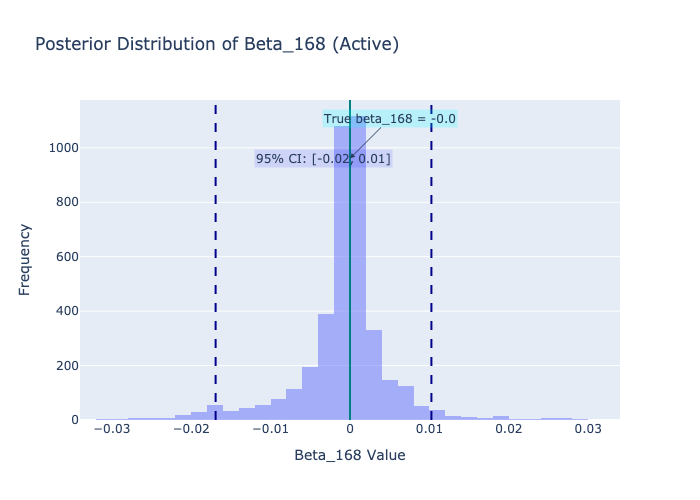 Posterior Distribution of Beta_168 (Active)
True beta_168 = -0.0
95% CI: [-0.02, 0.01]
1000
800
600
400
200
0
Frequency
−0.03
−0.02
−0.01
0
0.01
0.02
0.03
Beta_168 Value